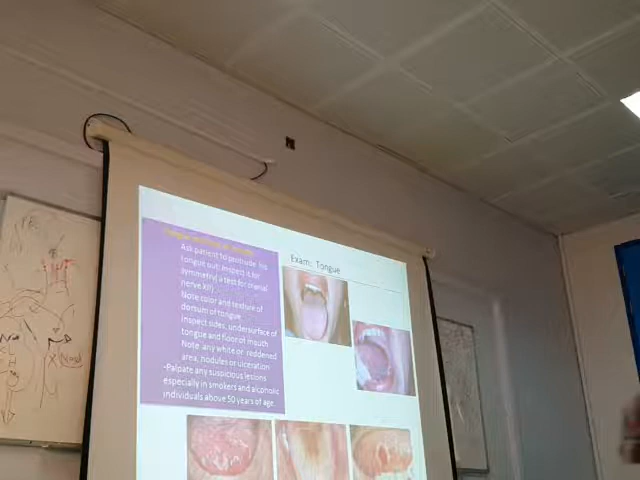 Exam: Tongue
Ask patient to protrude his
tongue out) inspect it for
symmetry( a test for cranial
nerve XII)
Note color and texture of
dorsum of tongue
inspect sides, undersurface of
tongue and floor of mouth
Note any white or reddened
area, nodules or ulceration
-Palpate any suspicious lesions
especially in smokers and alcoholic
individuals above 50 years of age.